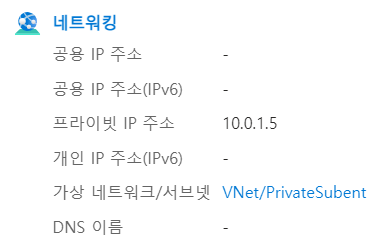 네트워킹
공용 IP 주소 -
공용 IP 주소(IPv6) -
프라이빗 IP 주소 10.0.1.5
개인 IP 주소(IPv6) -
가상 네트워크/서브넷 VNet/PrivateSubent
DNS 이름 -